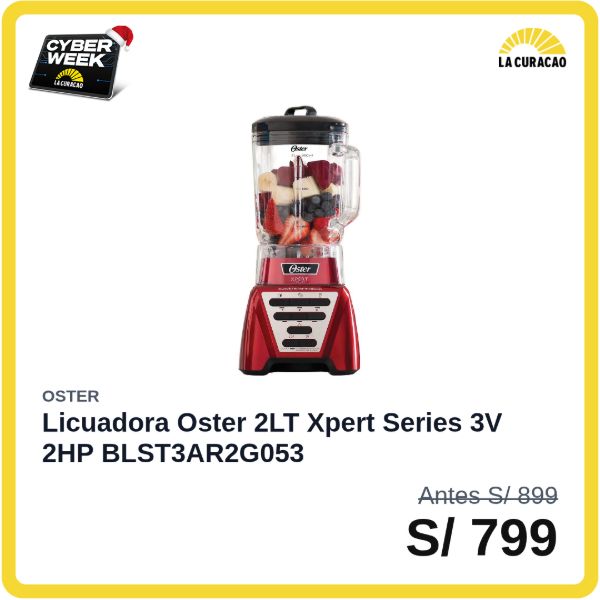 CYBER
WEEK
LA CURACAO
LA CURACAO
Oster
Oster
XPERT
OSTER
Licuadora Oster 2LT Xpert Series 3V
2HP BLST3AR2G053
Antes S/ 899
S/ 799